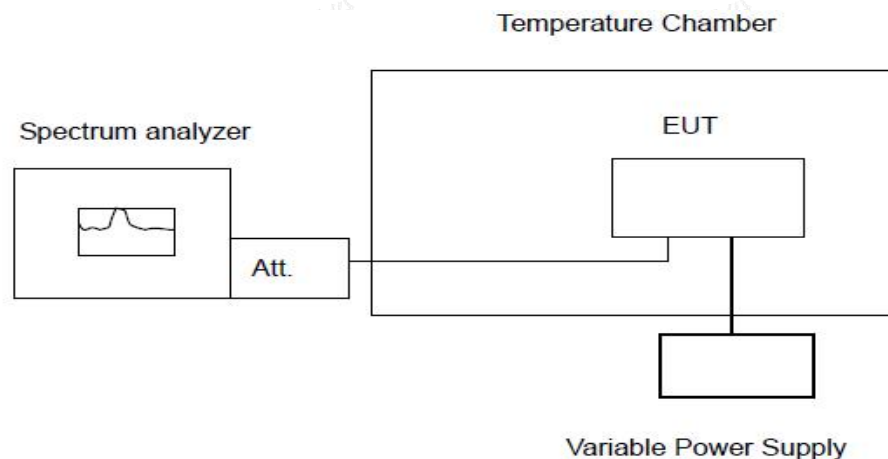 Temperature Chamber
Spectrum analyzer
EUT
Att.
Variable Power Supply